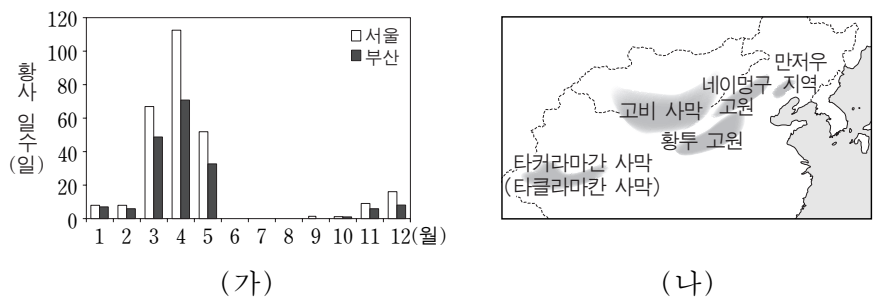 120
100
80
60
40
20
0
황사 일수(일)
서울
부산
1 2 3 4 5 6 7 8 9 10 11 12(월)
(가)
만저우
지역
네이멍구
고원
고비 사막
황투 고원
타커라마간 사막
(타클라마칸 사막)
(나)